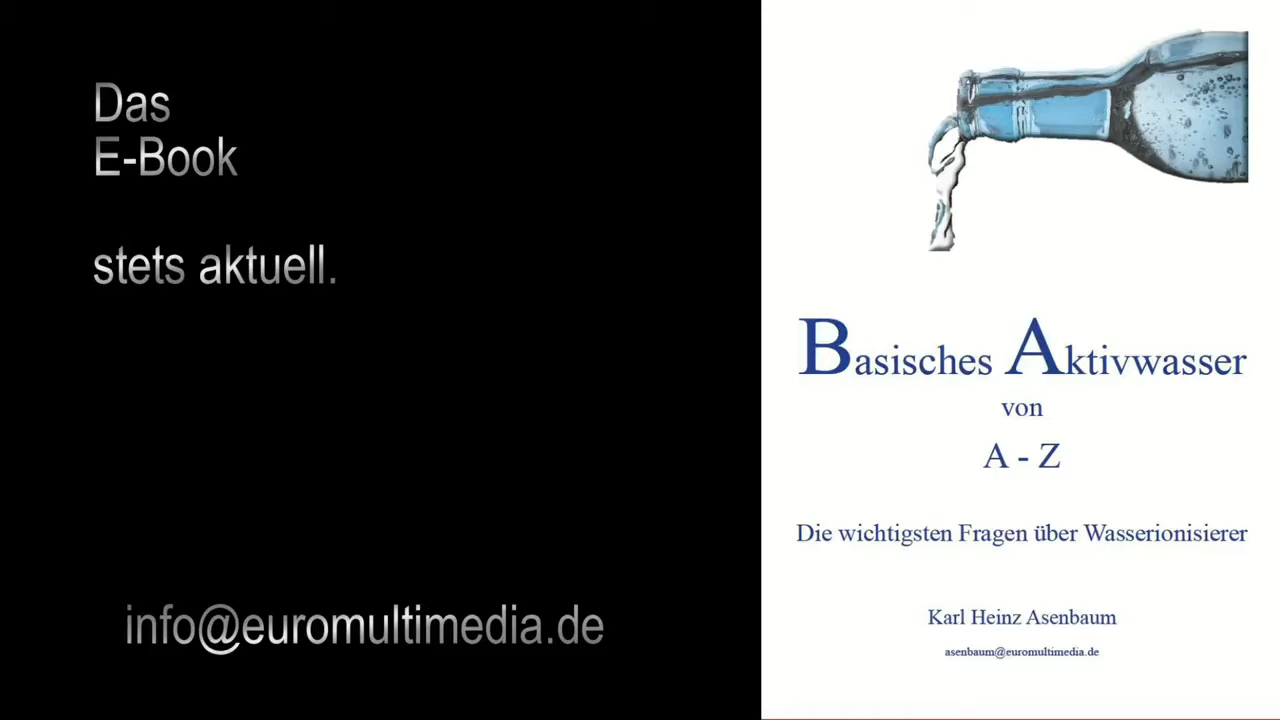 Das
E-Book
stets aktuell.
info@euromultimedia.de
Basisches Aktivwasser
von
A - Z
Die wichtigsten Fragen über Wasserionisierer
Karl Heinz Asenbaum
asenbaum@euromultimedia.de